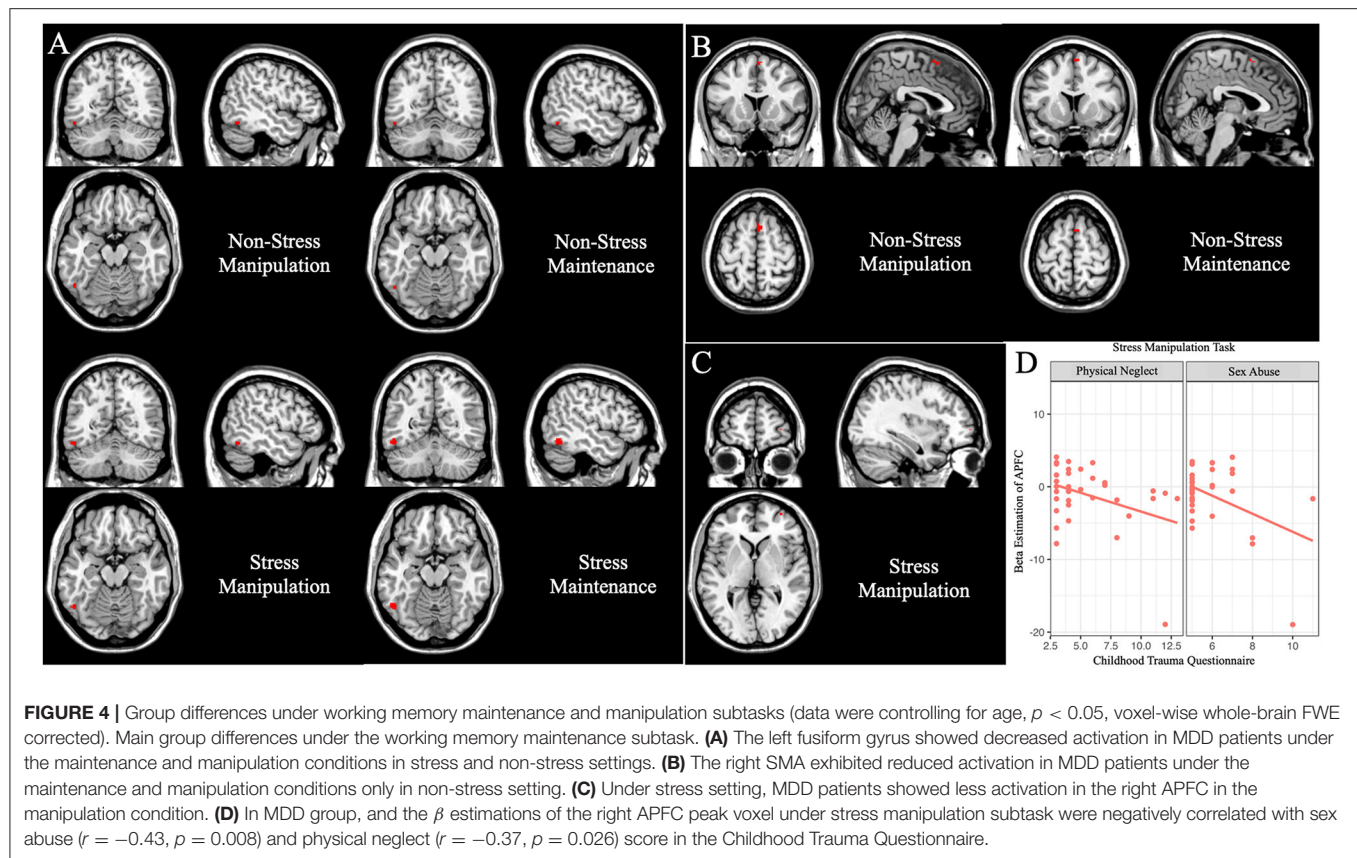 A
Non-Stress
Manipulation
Non-Stress
Maintenance
Stress
Manipulation
Stress
Maintenance
B
Non-Stress
Manipulation
Non-Stress
Maintenance
C
Stress
Manipulation
D
Stress Manipulation Task
Physical Neglect
Sex Abuse
Beta Estimation of APFC
10
0
-10
-20
2.5 5.0 7.5 10.0 12.5
6 8 10
Childhood Trauma Questionnaire
FIGURE 4 | Group differences under working memory maintenance and manipulation subtasks (data were controlling for age, p < 0.05, voxel-wise whole-brain FWE
corrected). Main group differences under the working memory maintenance subtask. (A) The left fusiform gyrus showed decreased activation in MDD patients under
the maintenance and manipulation conditions in stress and non-stress settings. (B) The right SMA exhibited reduced activation in MDD patients under the
maintenance and manipulation conditions only in non-stress setting. (C) Under stress setting, MDD patients showed less activation in the right APFC in the
manipulation condition. (D) In MDD group, and the β estimations of the right APFC peak voxel under stress manipulation subtask were negatively correlated with sex
abuse (r = −0.43, p = 0.008) and physical neglect (r = −0.37, p = 0.026) score in the Childhood Trauma Questionnaire.